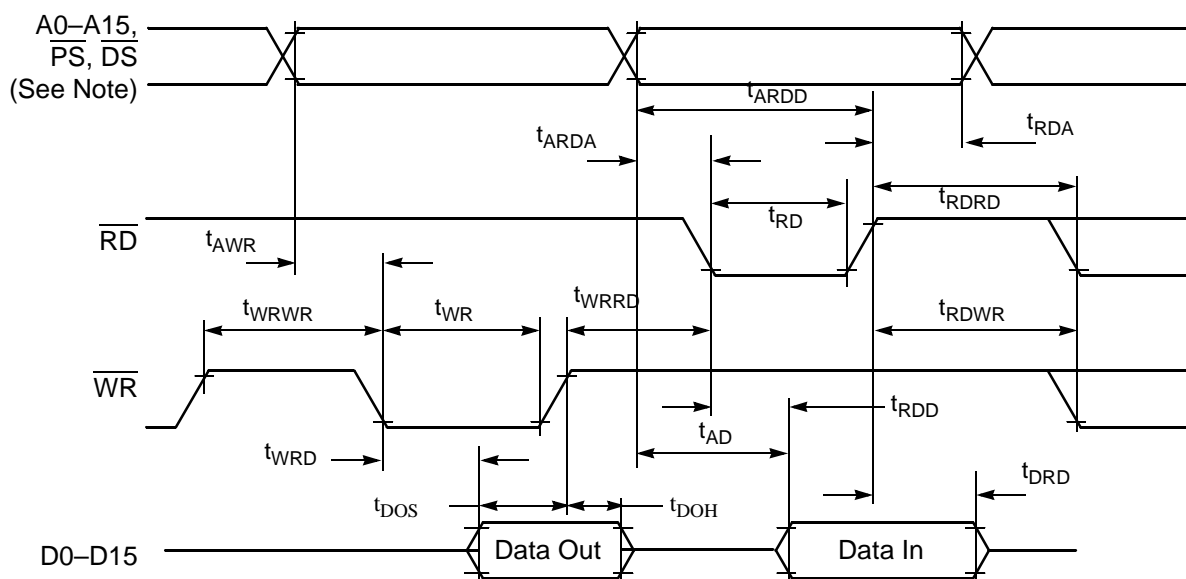 A0–A15,
PS, DS
(See Note)
tARDD
tRDA
tARDA
tRDRD
tRD
RD
tAWR
tWRWR
tWR
tWRRD
tRDWR
WR
tRDD
tAD
tWRD
tDRD
tDOS
tDOH
D0–D15
Data Out
Data In